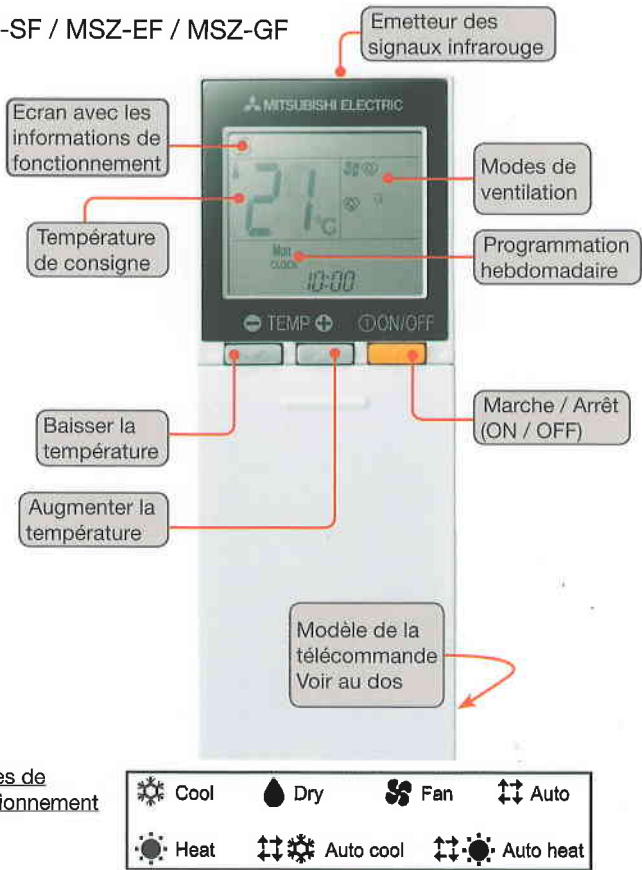 -SF / MSZ-EF / MSZ-GF
Emetteur des
signaux infrarouge
MITSUBISHI ELECTRIC
Ecran avec les
informations de
fonctionnement
21°C
Modes de
ventilation
Température
de consigne
Programmation
hebdomadaire
Mon
CLOCK
10:00
TEMP
ON/OFF
Baisser la
température
Marche / Arrêt
(ON / OFF)
Augmenter la
température
Modèle de la
télécommande
Voir au dos
es de
ionnement
Cool
Dry
Fan
Auto
Heat
Auto cool
Auto heat